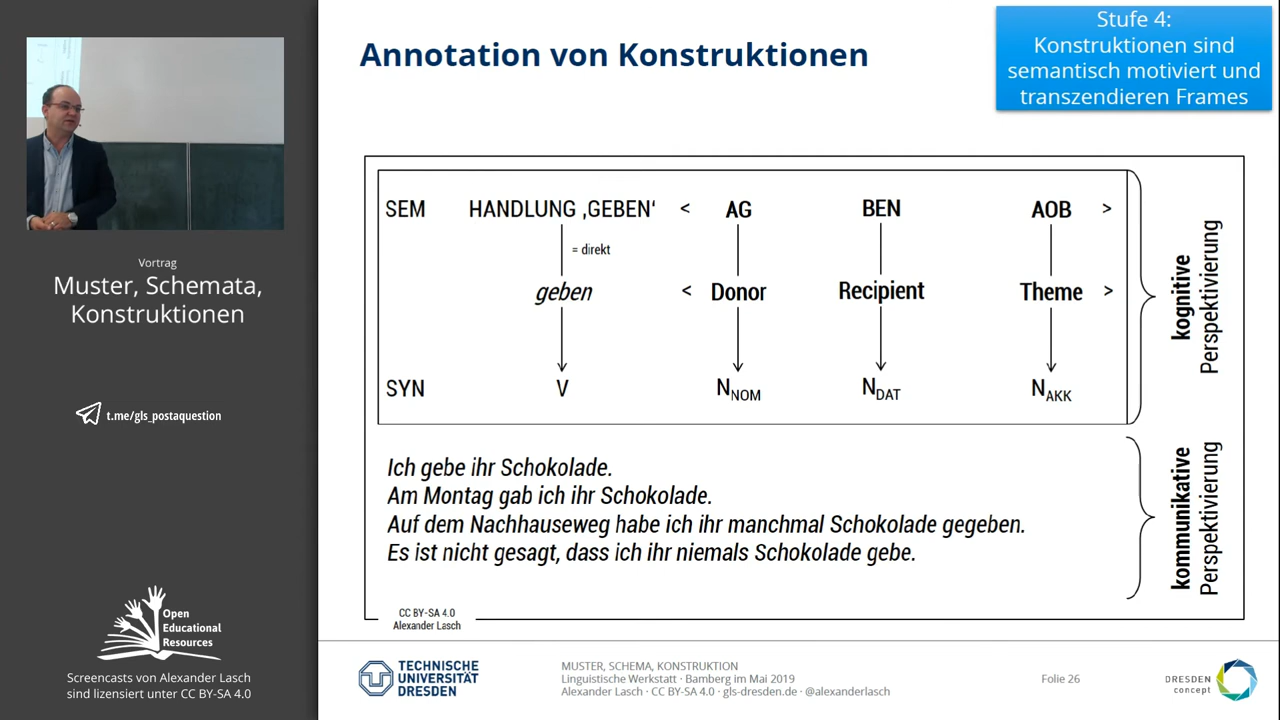 Vortrag
Muster, Schemata,
Konstruktionen
t.me/gls_postaquestion
Open
Educational
Resources
Screencasts von Alexander Lasch
sind lizensiert unter CC BY-SA 4.0
Annotation von Konstruktionen
Stufe 4:
Konstruktionen sind
semantisch motiviert und
transzendieren Frames
SEM HANDLUNG ‚GEBEN‘ < AG BEN AOB >
= direkt
geben < Donor Recipient Theme >
SYN V N_NOM N_DAT N_AKK
kognitive
Perspektivierung
Ich gebe ihr Schokolade.
Am Montag gab ich ihr Schokolade.
Auf dem Nachhauseweg habe ich ihr manchmal Schokolade gegeben.
Es ist nicht gesagt, dass ich ihr niemals Schokolade gebe.
kommunikative
Perspektivierung
CC BY-SA 4.0
Alexander Lasch
TECHNISCHE
UNIVERSITÄT
DRESDEN
MUSTER, SCHEMA, KONSTRUKTION
Linguistische Werkstatt · Bamberg im Mai 2019
Alexander Lasch · CC BY-SA 4.0 · gls-dresden.de · @alexanderlasch
Folie 26
DRESDEN
concept